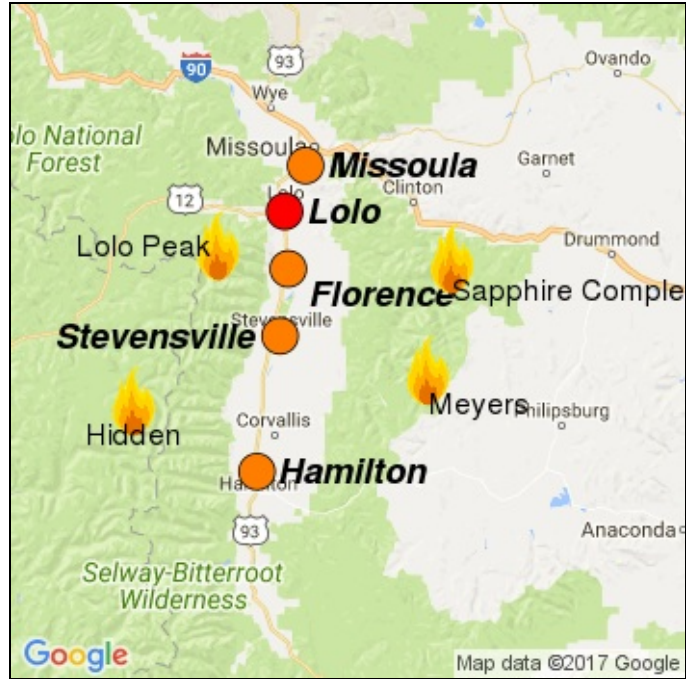 93
Ovando
90
Wye
olo National
Forest
Missoula
Missoula
Garnet
Clinton
12
Lolo
Lolo
Drummond
Lolo Peak
Florence
Sapphire Comple
Stevensville
Stevensville
Meyers
Philipsburg
Hidden
Corvallis
Hamilton
Hamilton
93
Anaconda
Selway-Bitterroot
Wilderness
Google
Map data ©2017 Google